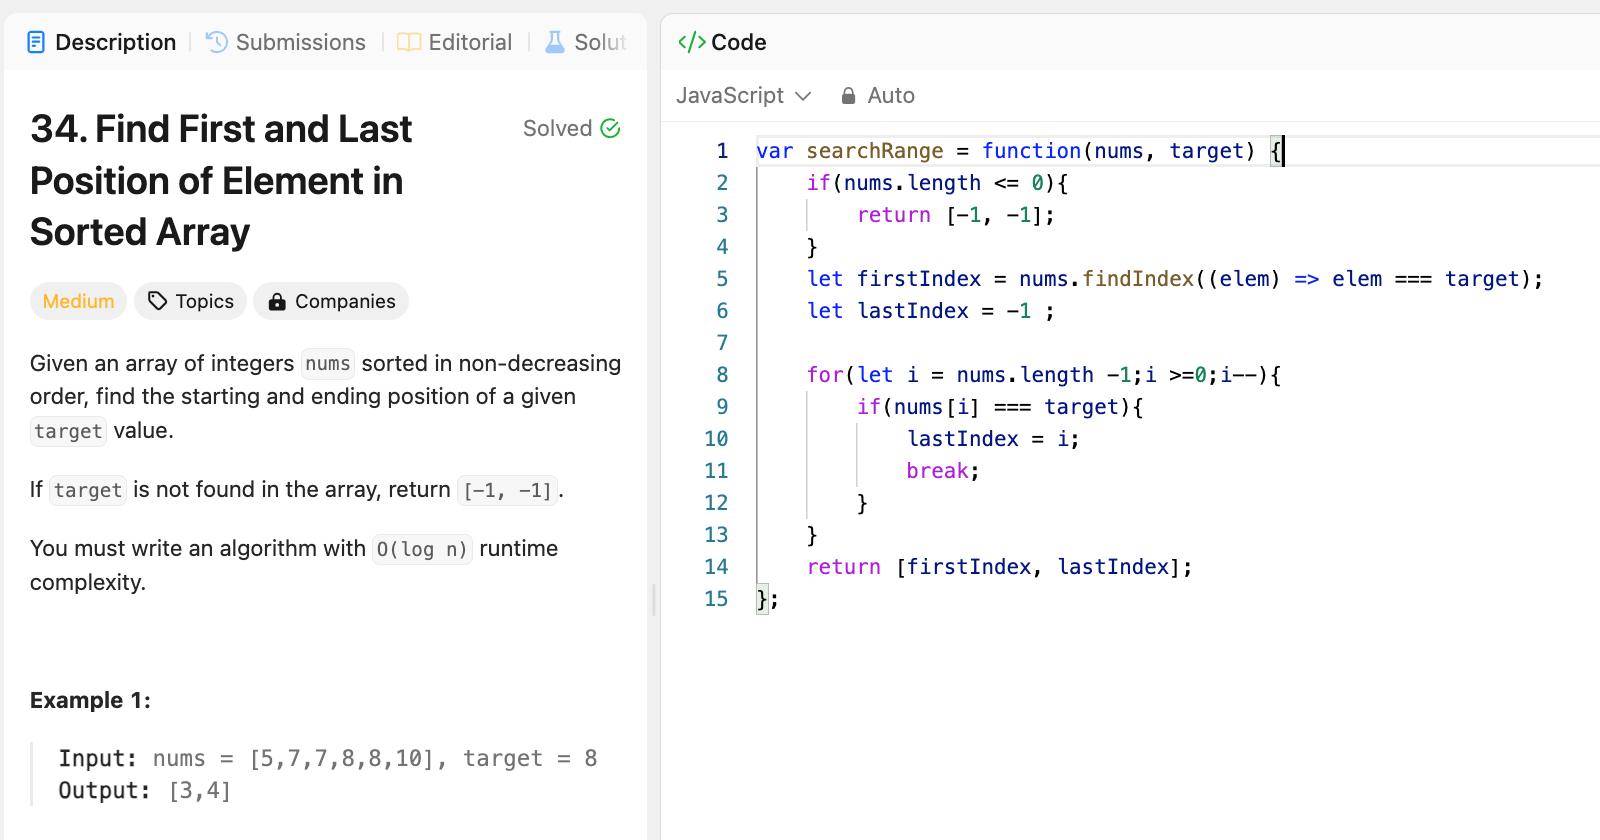 Description
Submissions
Editorial
Solut
34. Find First and Last
Position of Element in
Sorted Array
Solved
Medium
Topics
Companies
Given an array of integers nums sorted in non-decreasing
order, find the starting and ending position of a given
target value.
If target is not found in the array, return [-1, -1].
You must write an algorithm with O(log n) runtime
complexity.
Example 1:
Input: nums = [5,7,7,8,8,10], target = 8
Output: [3,4]
</> Code
JavaScript
Auto
1 var searchRange = function(nums, target) {
2     if(nums.length <= 0){
3         return [-1, -1];
4     }
5     let firstIndex = nums.findIndex((elem) => elem === target);
6     let lastIndex = -1 ;
7
8     for(let i = nums.length -1;i >=0;i--){
9         if(nums[i] === target){
10             lastIndex = i;
11             break;
12         }
13     }
14     return [firstIndex, lastIndex];
15 };